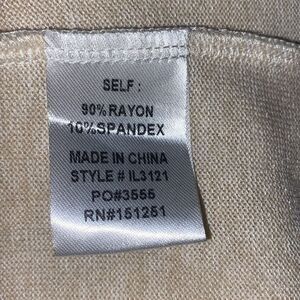 SELF :
90%RAYON
10%SPANDEX
MADE IN CHINA
STYLE # IL3121
PO#3555
RN#151251